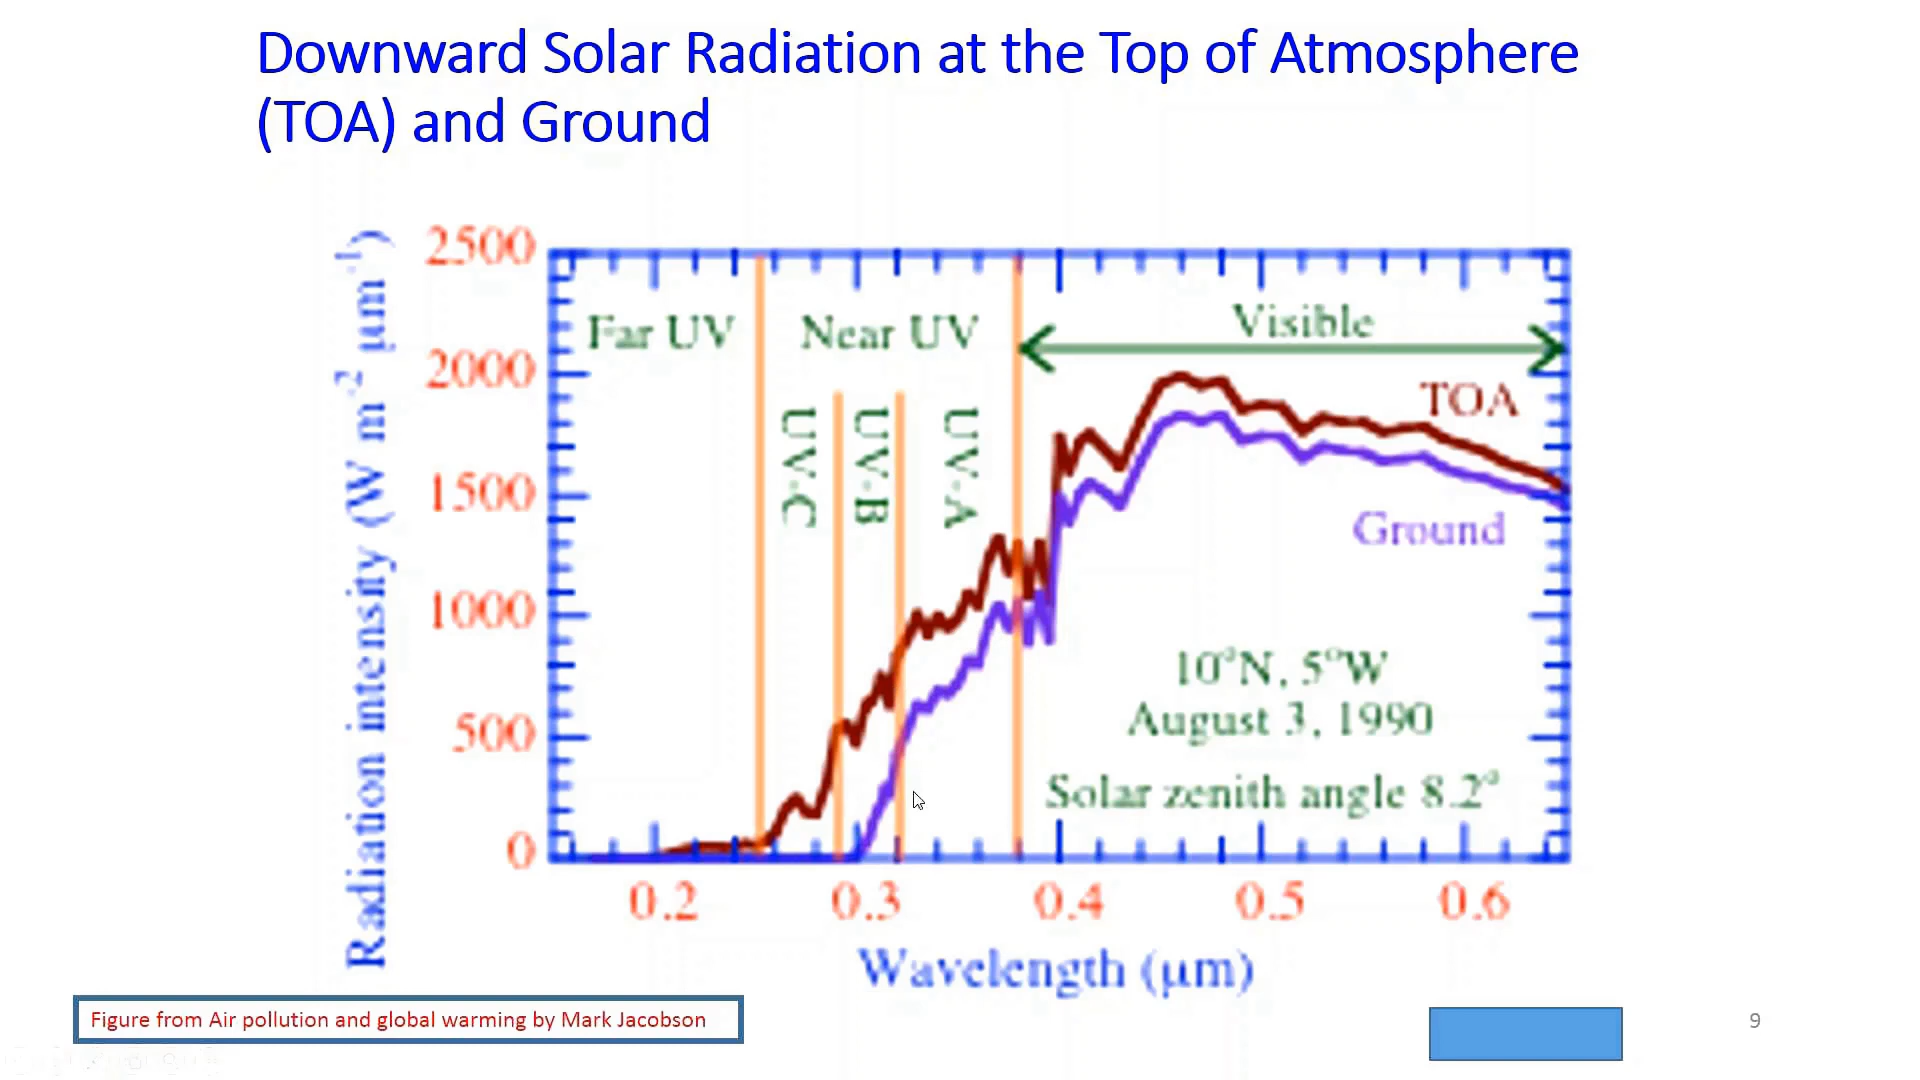 Downward Solar Radiation at the Top of Atmosphere
(TOA) and Ground
Radiation intensity (W m-2 μm-1)
2500
2000
1500
1000
500
0
Far UV
Near UV
Visible
UV-C
UV-B
UV-A
TOA
Ground
10°N, 5°W
August 3, 1990
Solar zenith angle 8.2°
0.2 0.3 0.4 0.5 0.6
Wavelength (μm)
Figure from Air pollution and global warming by Mark Jacobson
9